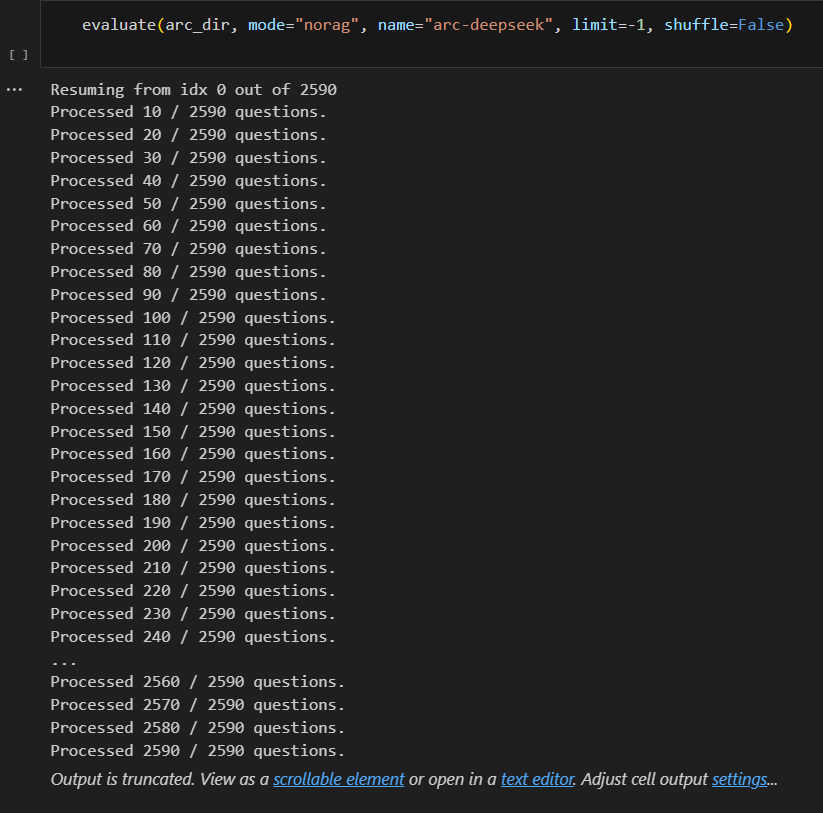 evaluate(arc_dir, mode="norag", name="arc-deepseek", limit=-1, shuffle=False)
[ ]
... Resuming from idx 0 out of 2590
Processed 10 / 2590 questions.
Processed 20 / 2590 questions.
Processed 30 / 2590 questions.
Processed 40 / 2590 questions.
Processed 50 / 2590 questions.
Processed 60 / 2590 questions.
Processed 70 / 2590 questions.
Processed 80 / 2590 questions.
Processed 90 / 2590 questions.
Processed 100 / 2590 questions.
Processed 110 / 2590 questions.
Processed 120 / 2590 questions.
Processed 130 / 2590 questions.
Processed 140 / 2590 questions.
Processed 150 / 2590 questions.
Processed 160 / 2590 questions.
Processed 170 / 2590 questions.
Processed 180 / 2590 questions.
Processed 190 / 2590 questions.
Processed 200 / 2590 questions.
Processed 210 / 2590 questions.
Processed 220 / 2590 questions.
Processed 230 / 2590 questions.
Processed 240 / 2590 questions.
...
Processed 2560 / 2590 questions.
Processed 2570 / 2590 questions.
Processed 2580 / 2590 questions.
Processed 2590 / 2590 questions.
Output is truncated. View as a scrollable element or open in a text editor. Adjust cell output settings...